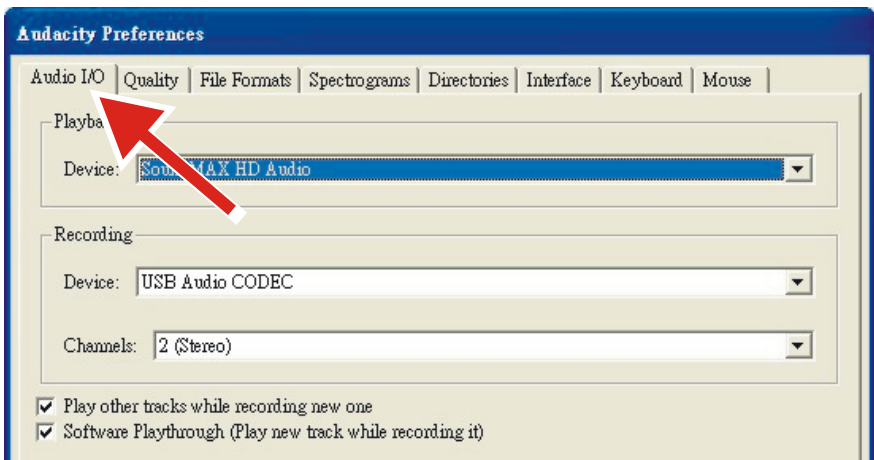 Audacity Preferences
Audio I/O Quality File Formats Spectrograms Directories Interface Keyboard Mouse
Device: MAX HD Audio
Recording
Device: USB Audio CODEC
Channels: 2 (Stereo)
Play other tracks while recording new one
Software Playthrough (Play new track while recording it)